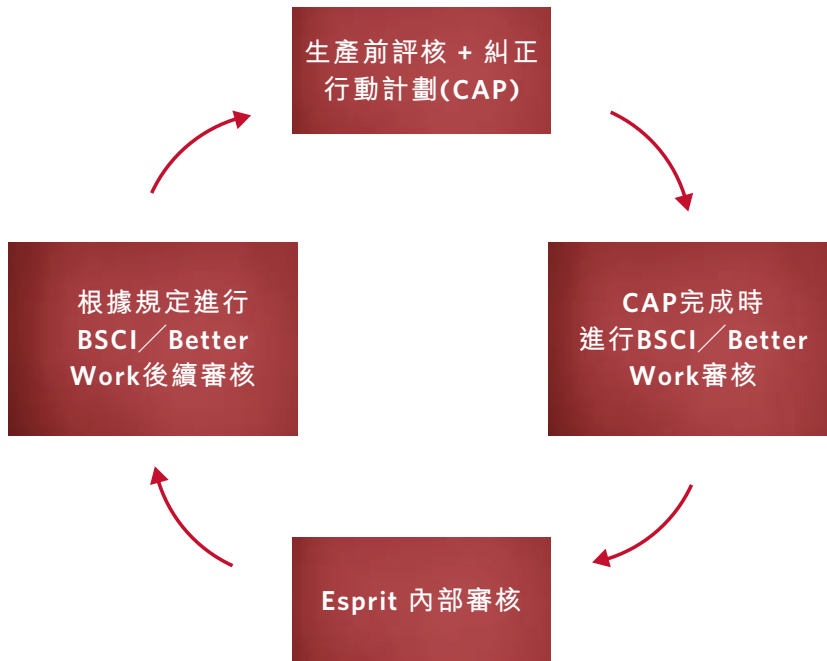 生產前評核 + 糾正
行動計劃(CAP)
CAP完成時
進行BSCI╱Better
Work審核
Esprit 內部審核
根據規定進行
BSCI╱Better
Work後續審核